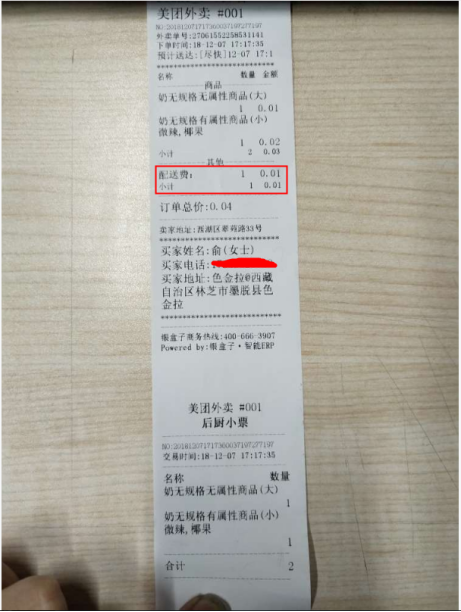 美团外卖 #001
NO:20181207171736003719727​7197
外卖单号:27061552258531141
下单时间:18-12-07 17:17:35
预计送达:[尽快]12-07 17:1
名称 数量 金额
商品
奶无规格无属性商品(大)
1 0.01
奶无规格有属性商品(小)
微辣,椰果
1 0.02
小计 2 0.03
其他
配送费: 1 0.01
小计 1 0.01
订单总价:0.04
卖家地址:西湖区翠苑路33号
买家姓名:俞(女士)
买家电话:
买家地址:色金拉@西藏
自治区林芝市墨脱县色
金拉
银盒子商务热线:400-666-3907
Powered by:银盒子·智能ERP
美团外卖 #001
后厨小票
NO:20181207171736003719727​7197
交易时间:18-12-07 17:17:35
名称 数量
奶无规格无属性商品(大)
1
奶无规格有属性商品(小)
微辣,椰果
1
合计 2